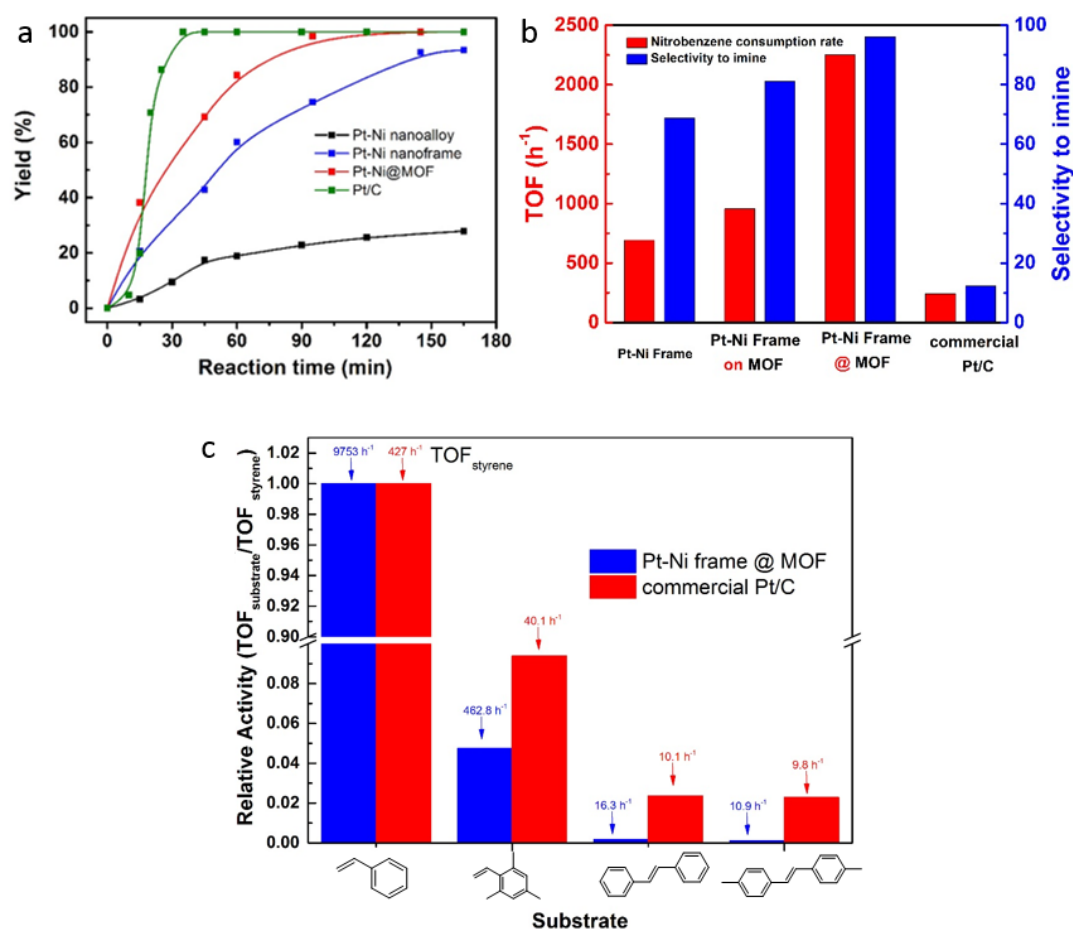 a
Yield (%)
100
80
60
40
20
0
Pt-Ni nanoalloy
Pt-Ni nanoframe
Pt-Ni@MOF
Pt/C
0 30 60 90 120 150 180
Reaction time (min)
b
TOF (h⁻¹)
2500
2000
1500
1000
500
0
Nitrobenzene consumption rate
Selectivity to imine
100
80
60
40
20
0
Selectivity to imine
Pt-Ni Frame
Pt-Ni Frame
on MOF
Pt-Ni Frame
@ MOF
commercial
Pt/C
c
Relative Activity (TOF substrate/TOF styrene)
1.02
1.00
0.98
0.96
0.94
0.92
0.90
0.08
0.06
0.04
0.02
0.00
9753 h⁻¹
427 h⁻¹
TOF styrene
Pt-Ni frame @ MOF
commercial Pt/C
462.8 h⁻¹
40.1 h⁻¹
16.3 h⁻¹
10.1 h⁻¹
10.9 h⁻¹
9.8 h⁻¹
Substrate